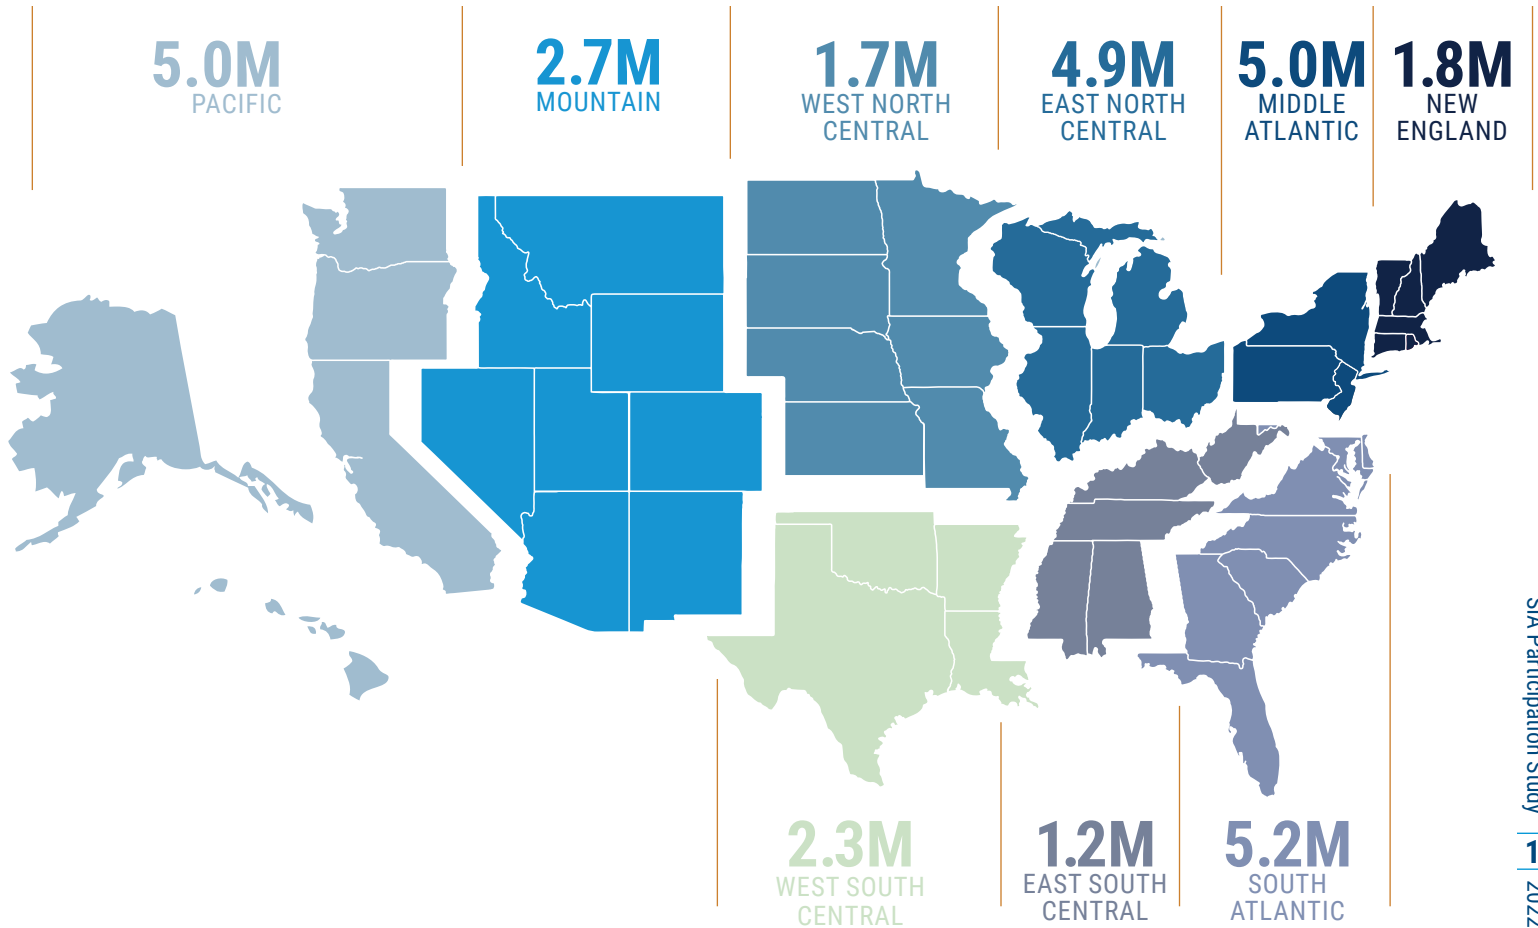 5.0M
PACIFIC
2.7M
MOUNTAIN
1.7M
WEST NORTH
CENTRAL
4.9M
EAST NORTH
CENTRAL
5.0M
MIDDLE
ATLANTIC
1.8M
NEW
ENGLAND
2.3M
WEST SOUTH
CENTRAL
1.2M
EAST SOUTH
CENTRAL
5.2M
SOUTH
ATLANTIC
SIA Participation Study
1
2022